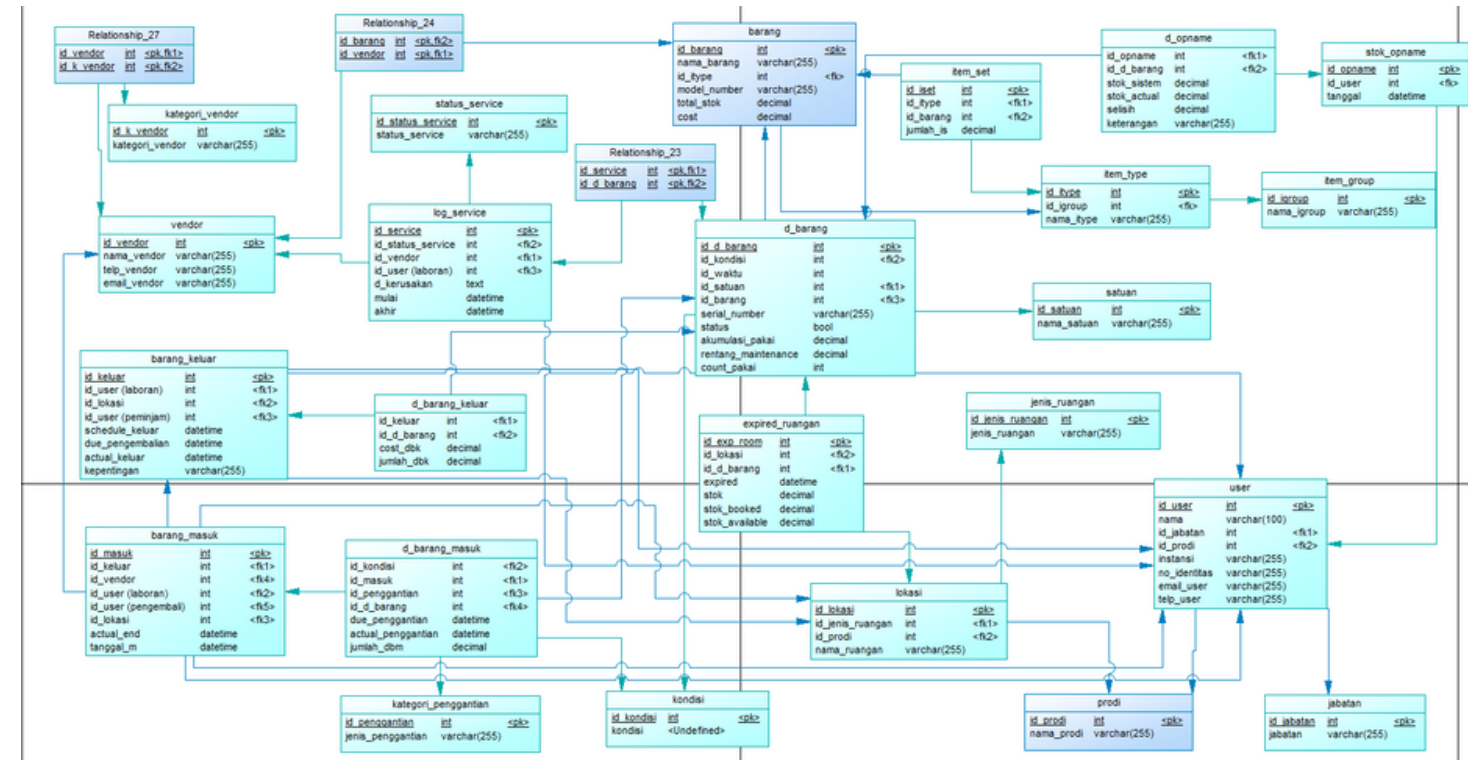 Relationship_27
id_vendor int <pk,fk1>
id_k_vendor int <pk,fk2>
Relationship_24
id_barang int <pk,fk2>
id_vendor int <pk,fk1>
barang
id_barang int <pk>
nama_barang varchar(255)
id_itype int <fk>
model_number varchar(255)
total_stok decimal
cost decimal
item_set
id_iset int <pk>
id_itype int <fk1>
id_barang int <fk2>
jumlah_is decimal
d_opname
id_opname int <fk1>
id_d_barang int <fk2>
stok_sistem decimal
stok_actual decimal
selisih decimal
keterangan varchar(255)
stok_opname
id_opname int <pk>
id_user int <fk>
tanggal datetime
kategori_vendor
id_k_vendor int <pk>
kategori_vendor varchar(255)
status_service
id_status_service int <pk>
status_service varchar(255)
Relationship_23
id_service int <pk,fk1>
id_d_barang int <pk,fk2>
item_type
id_itype int <pk>
id_igroup int <fk>
nama_itype varchar(255)
item_group
id_igroup int <pk>
nama_igroup varchar(255)
vendor
id_vendor int <pk>
nama_vendor varchar(255)
telp_vendor varchar(255)
email_vendor varchar(255)
log_service
id_service int <pk>
id_status_service int <fk2>
id_vendor int <fk1>
id_user (laboran) int <fk3>
d_kerusakan text
mulai datetime
akhir datetime
d_barang
id_d_barang int <pk>
id_kondisi int <fk2>
id_waktu int
id_satuan int <fk1>
id_barang int <fk3>
serial_number varchar(255)
status bool
akumulasi_pakai decimal
rentang_maintenance decimal
count_pakai int
satuan
id_satuan int <pk>
nama_satuan varchar(255)
barang_keluar
id_keluar int <pk>
id_user (laboran) int <fk1>
id_lokasi int <fk2>
id_user (peminjam) int <fk3>
schedule_keluar datetime
due_pengembalian datetime
actual_keluar datetime
kepentingan varchar(255)
d_barang_keluar
id_keluar int <fk1>
id_d_barang int <fk2>
cost_dbk decimal
jumlah_dbk decimal
expired_ruangan
id_exp_room int <pk>
id_lokasi int <fk2>
id_d_barang int <fk1>
expired datetime
stok decimal
stok_booked decimal
stok_available decimal
jenis_ruangan
id_jenis_ruangan int <pk>
jenis_ruangan varchar(255)
user
id_user int <pk>
nama varchar(100)
id_jabatan int <fk1>
id_prodi int <fk2>
instansi varchar(255)
no_identitas varchar(255)
email_user varchar(255)
telp_user varchar(255)
barang_masuk
id_masuk int <pk>
id_keluar int <fk1>
id_vendor int <fk4>
id_user (laboran) int <fk2>
id_user (pengembali) int <fk5>
id_lokasi int <fk3>
actual_end datetime
tanggal_m datetime
d_barang_masuk
id_kondisi int <fk2>
id_masuk int <fk1>
id_penggantian int <fk3>
id_d_barang int <fk4>
due_penggantian datetime
actual_penggantian datetime
jumlah_dbm decimal
lokasi
id_lokasi int <pk>
id_jenis_ruangan int <fk1>
id_prodi int <fk2>
nama_ruangan varchar(255)
kategori_penggantian
id_penggantian int <pk>
jenis_penggantian varchar(255)
kondisi
id_kondisi int <pk>
kondisi <Undefined>
prodi
id_prodi int <pk>
nama_prodi varchar(255)
jabatan
id_jabatan int <pk>
jabatan varchar(255)